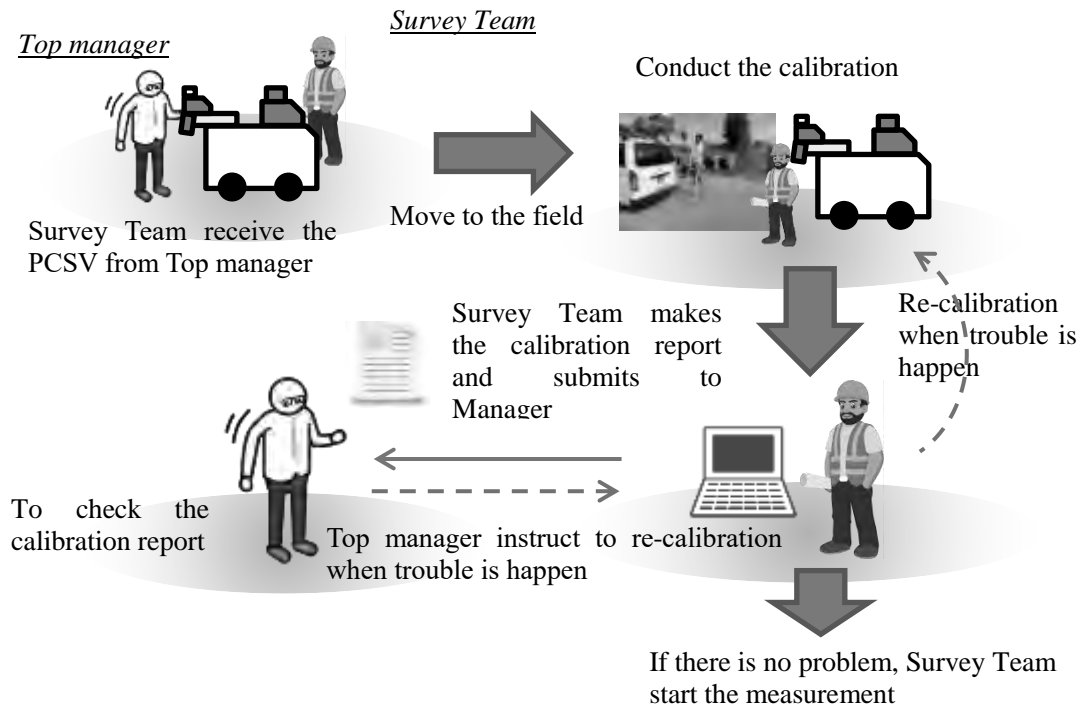 Top manager
Survey Team
Conduct the calibration
Survey Team receive the
PCSV from Top manager
Move to the field
Re-calibration
when trouble is
happen
Survey Team makes
the calibration report
and submits to
Manager
To check the
calibration report
Top manager instruct to re-calibration
when trouble is happen
If there is no problem, Survey Team
start the measurement